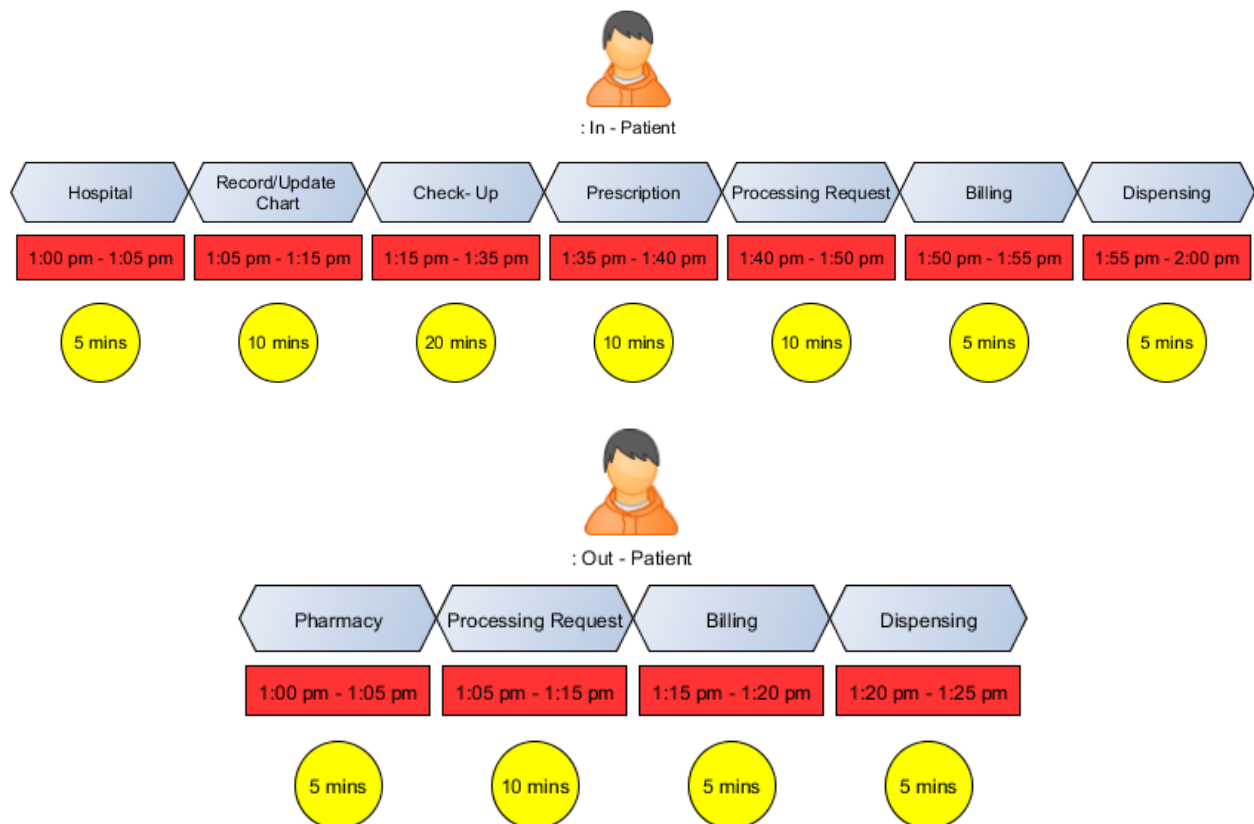 : In - Patient
Hospital
Record/Update
Chart
Check- Up
Prescription
Processing Request
Billing
Dispensing
1:00 pm - 1:05 pm
1:05 pm - 1:15 pm
1:15 pm - 1:35 pm
1:35 pm - 1:40 pm
1:40 pm - 1:50 pm
1:50 pm - 1:55 pm
1:55 pm - 2:00 pm
5 mins
10 mins
20 mins
10 mins
10 mins
5 mins
5 mins
: Out - Patient
Pharmacy
Processing Request
Billing
Dispensing
1:00 pm - 1:05 pm
1:05 pm - 1:15 pm
1:15 pm - 1:20 pm
1:20 pm - 1:25 pm
5 mins
10 mins
5 mins
5 mins